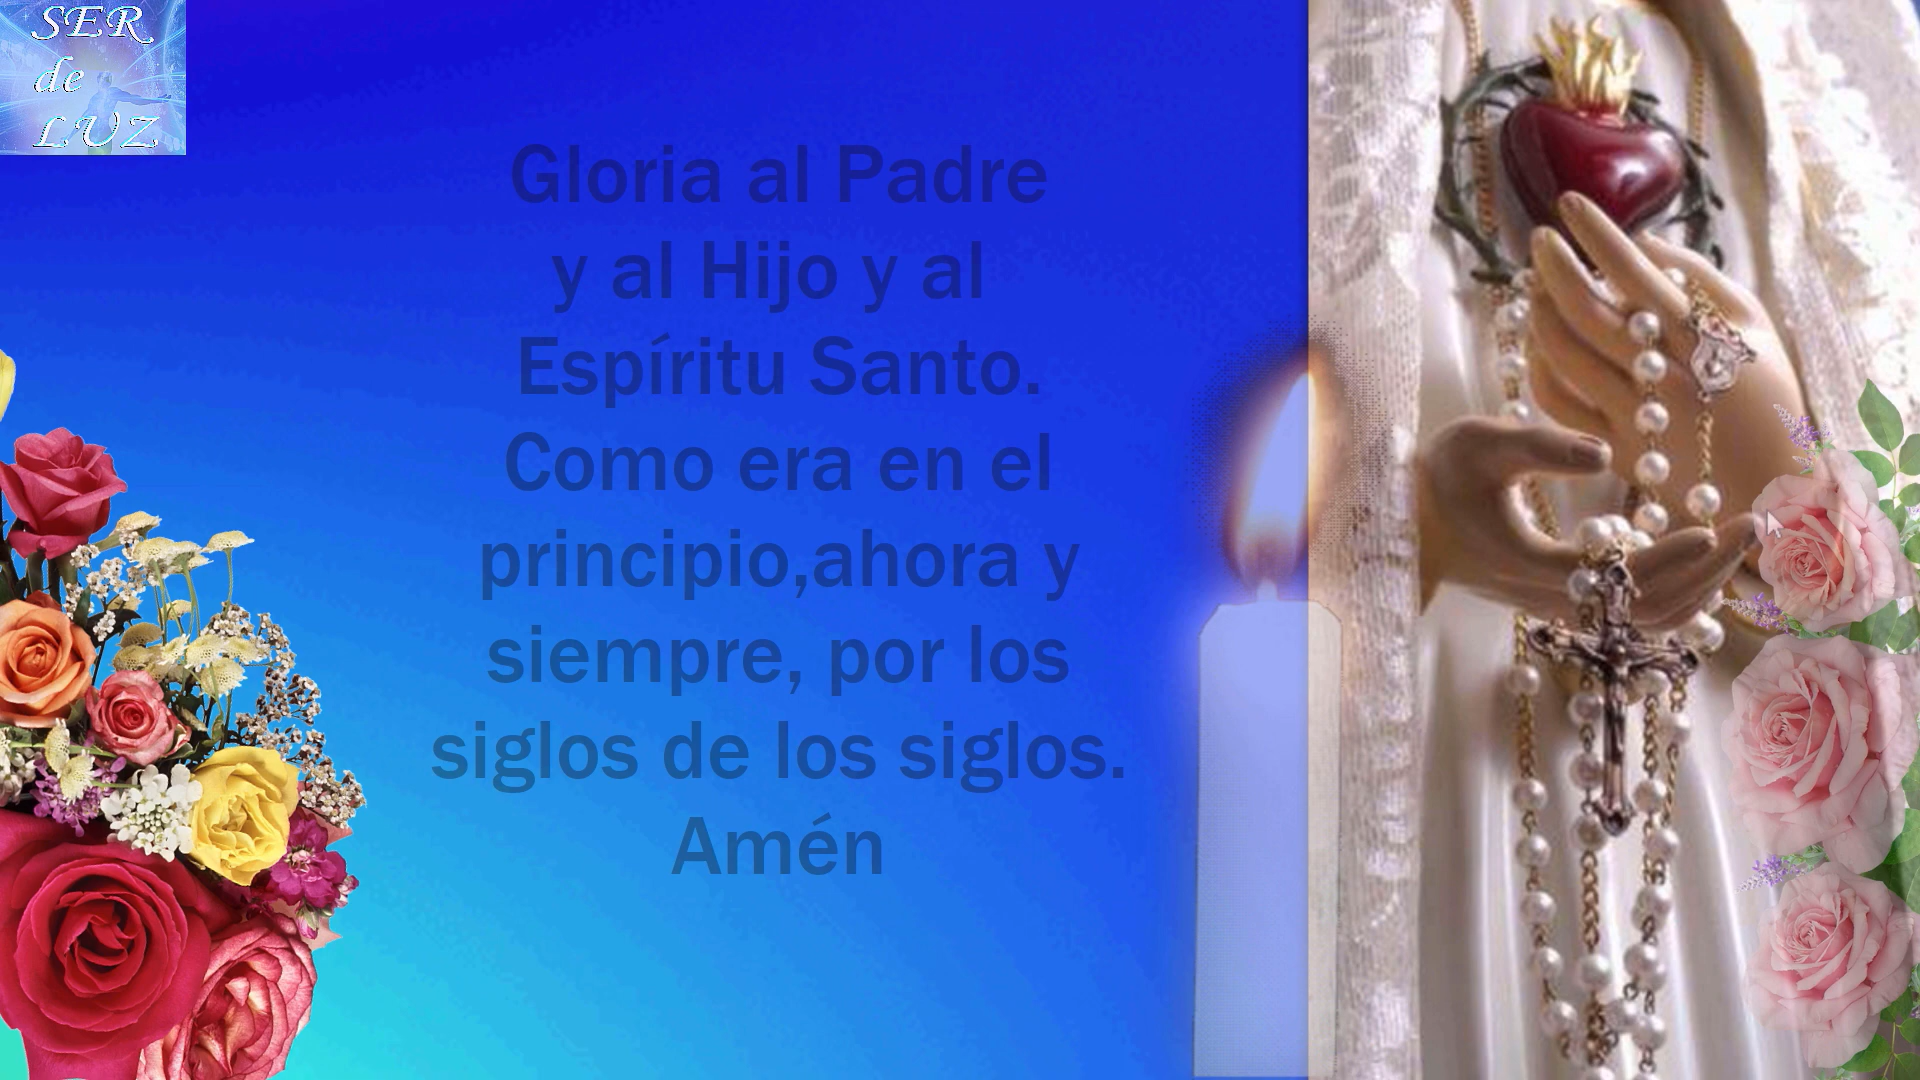 SER
de
LUZ
Gloria al Padre
y al Hijo y al
Espíritu Santo.
Como era en el
principio,ahora y
siempre, por los
siglos de los siglos.
Amén